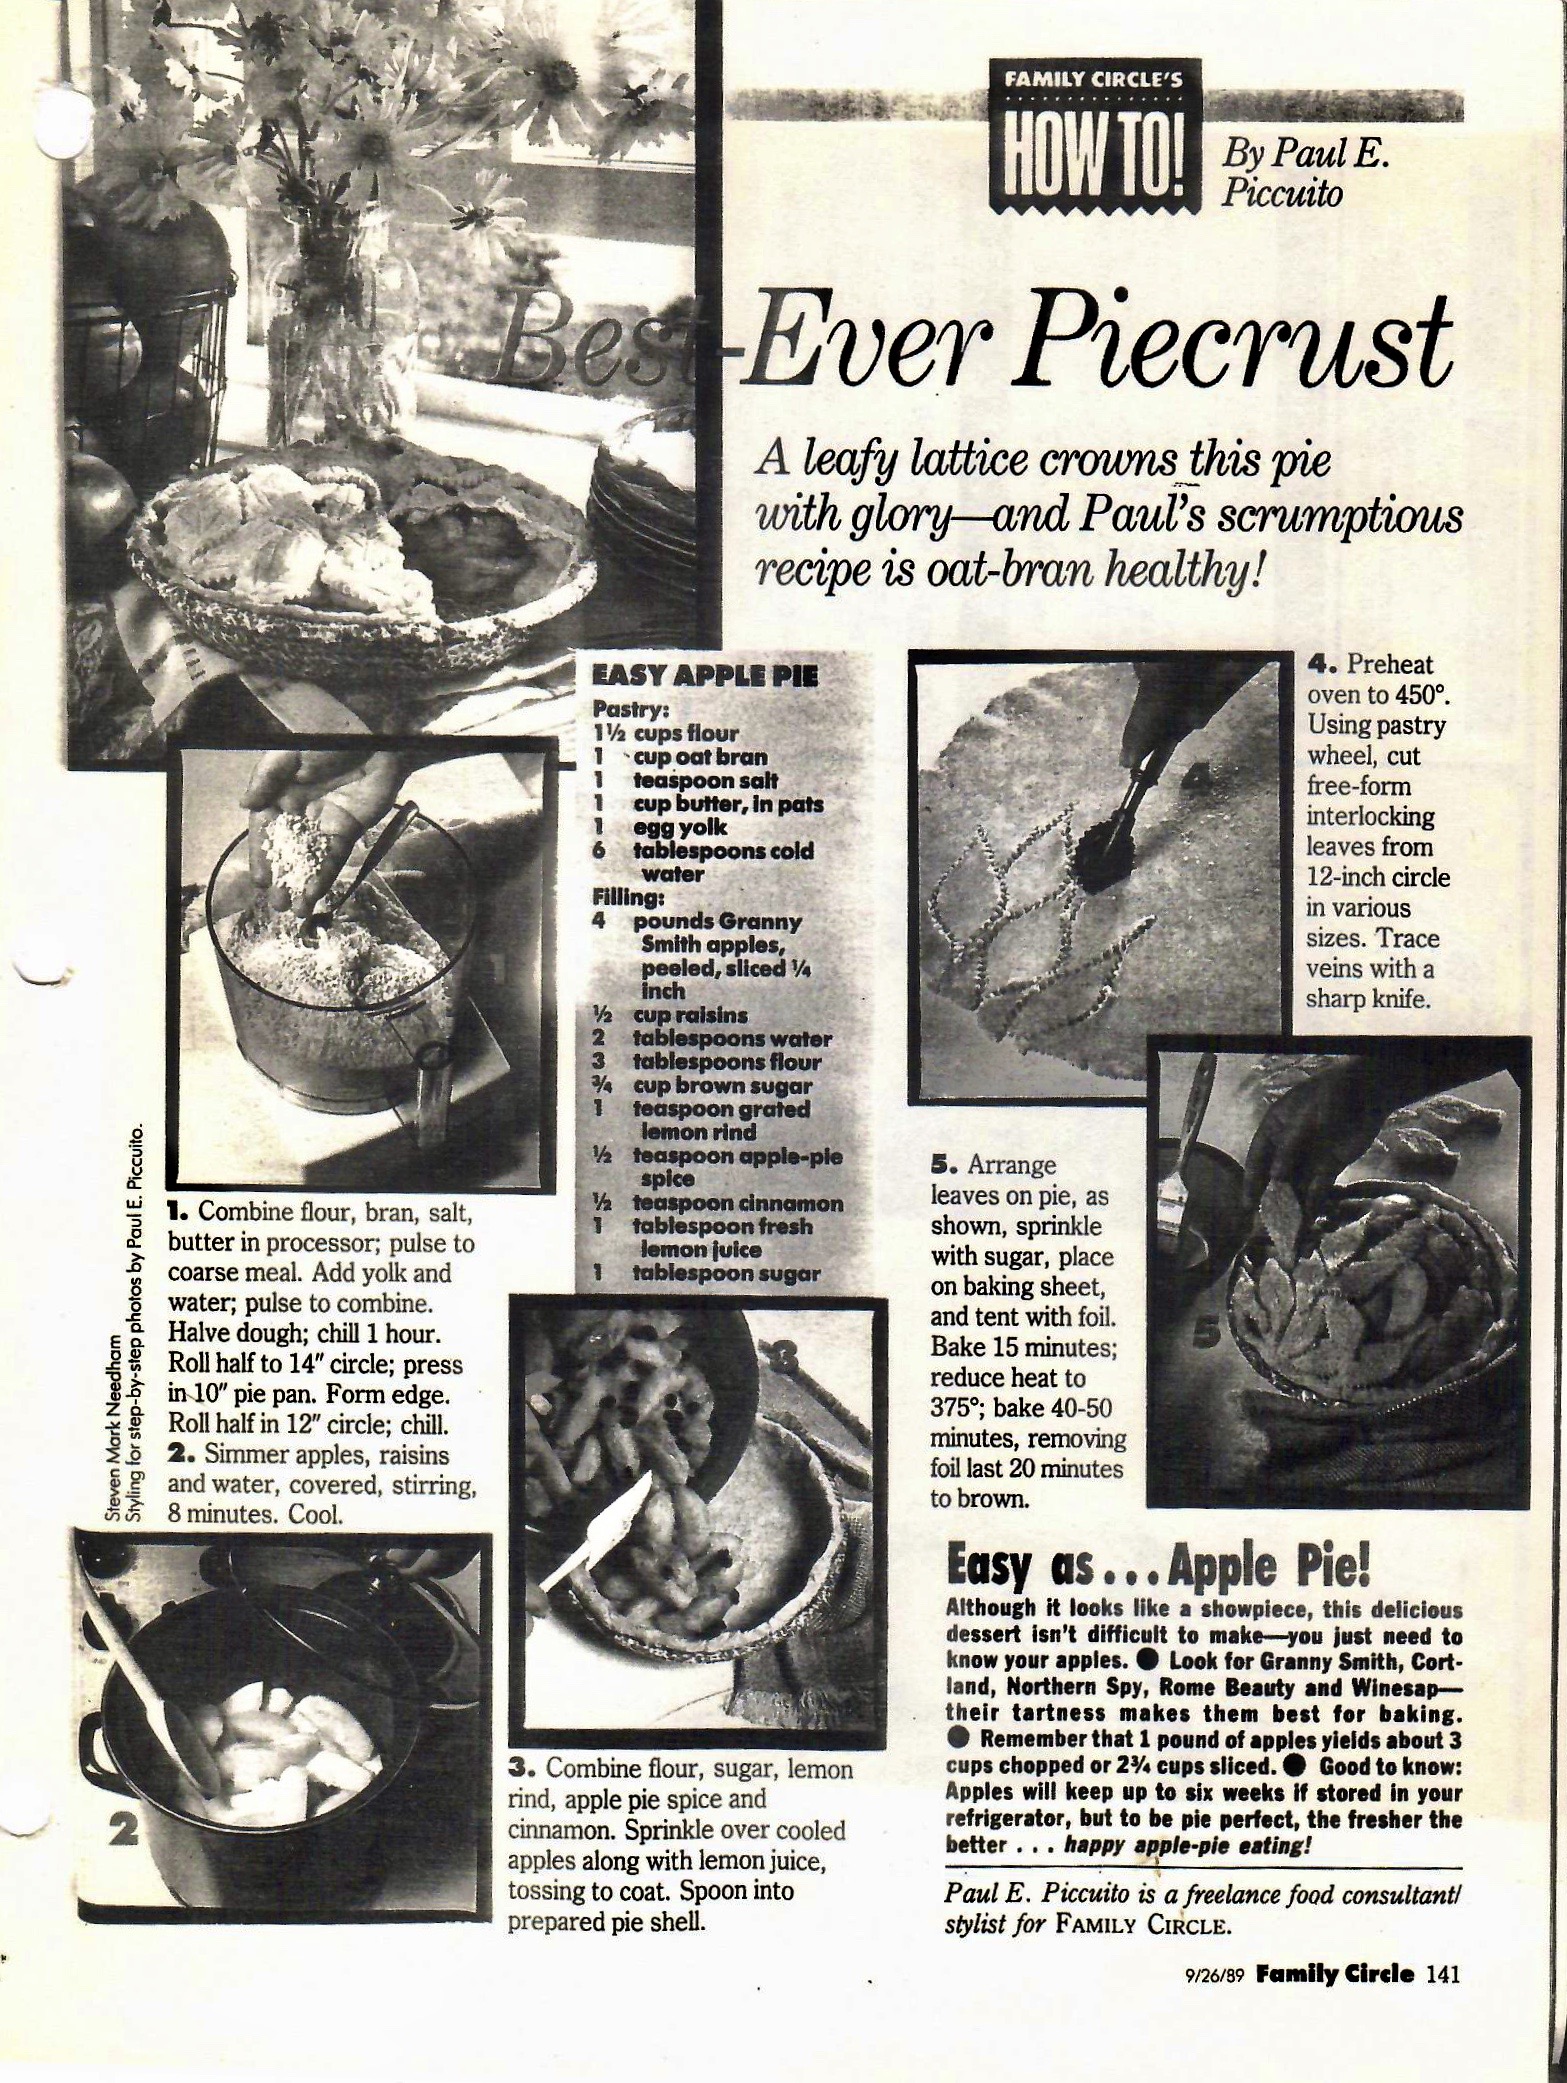 FAMILY CIRCLE'S
HOW TO!
By Paul E.
Piccuito
Best-Ever Piecrust
A leafy lattice crowns this pie
with glory—and Paul's scrumptious
recipe is oat-bran healthy!
EASY APPLE PIE
Pastry:
1½ cups flour
1 cup oat bran
1 teaspoon salt
1 cup butter, in pats
1 egg yolk
6 tablespoons cold
water
Filling:
4 pounds Granny
Smith apples,
peeled, sliced ¼
inch
½ cup raisins
2 tablespoons water
3 tablespoons flour
¾ cup brown sugar
1 teaspoon grated
lemon rind
½ teaspoon apple-pie
spice
½ teaspoon cinnamon
1 tablespoon fresh
lemon juice
1 tablespoon sugar
Steven Mark Needham
Styling for step-by-step photos by Paul E. Piccuito.
1. Combine flour, bran, salt,
butter in processor; pulse to
coarse meal. Add yolk and
water; pulse to combine.
Halve dough; chill 1 hour.
Roll half to 14" circle; press
in 10" pie pan. Form edge.
Roll half in 12" circle; chill.
2. Simmer apples, raisins
and water, covered, stirring,
8 minutes. Cool.
2
3
3. Combine flour, sugar, lemon
rind, apple pie spice and
cinnamon. Sprinkle over cooled
apples along with lemon juice,
tossing to coat. Spoon into
prepared pie shell.
4
4. Preheat
oven to 450°.
Using pastry
wheel, cut
free-form
interlocking
leaves from
12-inch circle
in various
sizes. Trace
veins with a
sharp knife.
5. Arrange
leaves on pie, as
shown, sprinkle
with sugar, place
on baking sheet,
and tent with foil.
Bake 15 minutes;
reduce heat to
375°; bake 40-50
minutes, removing
foil last 20 minutes
to brown.
5
Easy as...Apple Pie!
Although it looks like a showpiece, this delicious
dessert isn't difficult to make—you just need to
know your apples. ● Look for Granny Smith, Cort-
land, Northern Spy, Rome Beauty and Winesap—
their tartness makes them best for baking.
● Remember that 1 pound of apples yields about 3
cups chopped or 2¾ cups sliced. ● Good to know:
Apples will keep up to six weeks if stored in your
refrigerator, but to be pie perfect, the fresher the
better . . . happy apple-pie eating!
Paul E. Piccuito is a freelance food consultant/
stylist for FAMILY CIRCLE.
9/26/89 Family Circle 141